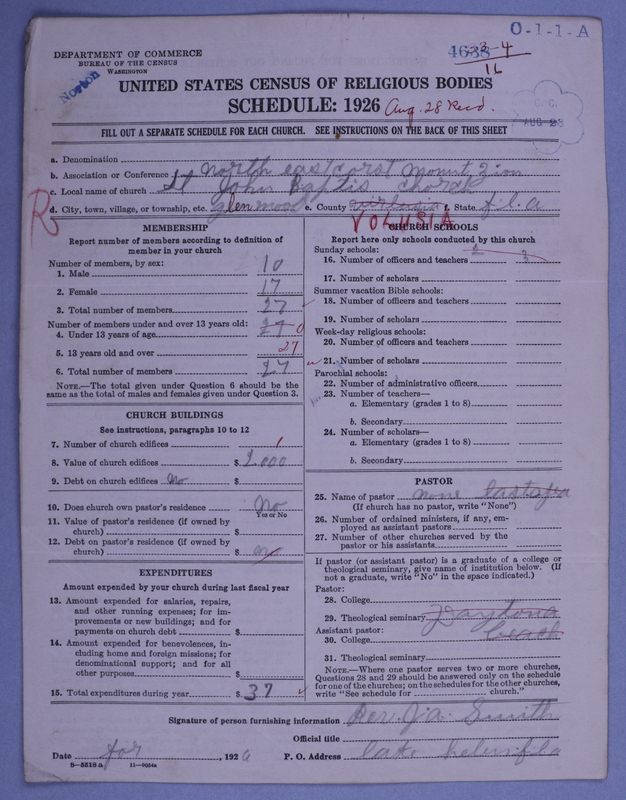 O-1-1-A
DEPARTMENT OF COMMERCE
BUREAU OF THE CENSUS
WASHINGTON
Norton
4638
33-4
16
UNITED STATES CENSUS OF RELIGIOUS BODIES
SCHEDULE: 1926
Aug. 28 Recd.
AUG 28
FILL OUT A SEPARATE SCHEDULE FOR EACH CHURCH. SEE INSTRUCTIONS ON THE BACK OF THIS SHEET
a. Denomination
b. Association or Conference North east corst Mount Zion
c. Local name of church St John Baptis church
R
d. City, town, village, or township, etc. Glenwood e. County VOLUSIA f. State fl. a
MEMBERSHIP
Report number of members according to definition of
member in your church
Number of members, by sex:
1. Male 10
2. Female 17
3. Total number of members 27
Number of members under and over 13 years old:
4. Under 13 years of age 0
5. 13 years old and over 27
6. Total number of members 27
NOTE.—The total given under Question 6 should be the
same as the total of males and females given under Question 3.
CHURCH BUILDINGS
See instructions, paragraphs 10 to 12
7. Number of church edifices 1
8. Value of church edifices $ 2.000
9. Debt on church edifices no $
10. Does church own pastor's residence No
Yes or No
11. Value of pastor's residence (if owned by
church) $
12. Debt on pastor's residence (if owned by
church) $ no
EXPENDITURES
Amount expended by your church during last fiscal year
13. Amount expended for salaries, repairs,
and other running expenses; for im-
provements or new buildings; and for
payments on church debt $
14. Amount expended for benevolences, in-
cluding home and foreign missions; for
denominational support; and for all
other purposes $
15. Total expenditures during year $ 37
CHURCH SCHOOLS
Report here only schools conducted by this church
Sunday schools:
16. Number of officers and teachers 2
17. Number of scholars
Summer vacation Bible schools:
18. Number of officers and teachers
19. Number of scholars
Week-day religious schools:
20. Number of officers and teachers
21. Number of scholars
Parochial schools:
22. Number of administrative officers
23. Number of teachers—
a. Elementary (grades 1 to 8)
b. Secondary
24. Number of scholars—
a. Elementary (grades 1 to 8)
b. Secondary
PASTOR
25. Name of pastor none
(If church has no pastor, write "None")
26. Number of ordained ministers, if any, em-
ployed as assistant pastors
27. Number of other churches served by the
pastor or his assistants
If pastor (or assistant pastor) is a graduate of a college or
theological seminary, give name of institution below. (If
not a graduate, write "No" in the space indicated.)
Pastor:
28. College
29. Theological seminary Daytona
Assistant pastor: beach
30. College
31. Theological seminary
NOTE.—Where one pastor serves two or more churches,
Questions 28 and 29 should be answered only on the schedule
for one of the churches; on the schedules for the other churches,
write "See schedule for church."
Signature of person furnishing information Rev. J. a. Smith
Official title
Date for, 1926 P. O. Address lake helen. fla
8-5518 a 11-9054a